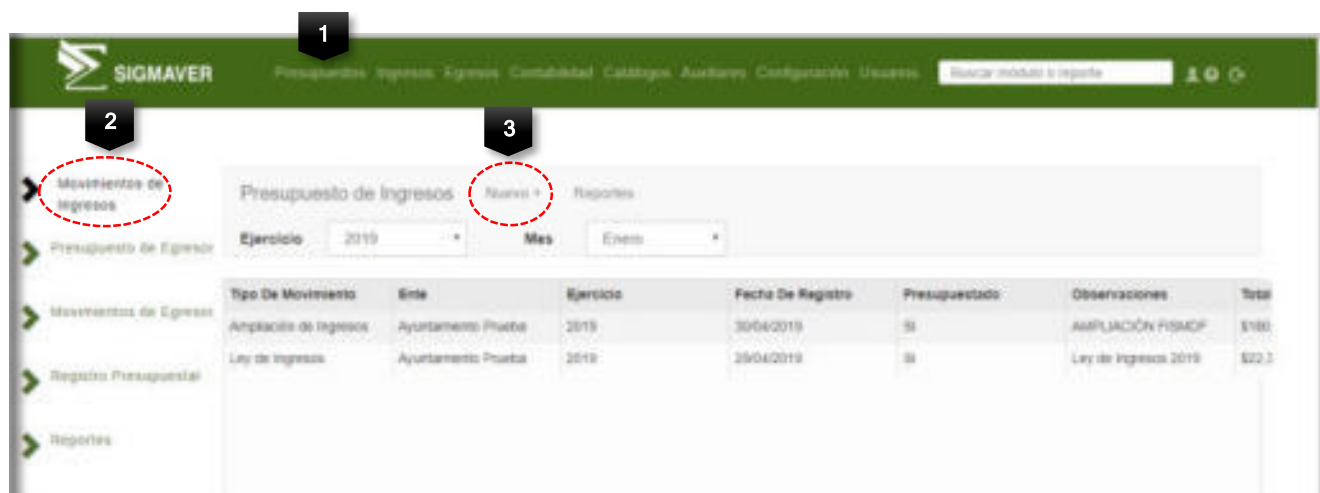 1
SIGMAVER
Presupuestos Ingresos Egresos Contabilidad Catálogos Auxiliares Configuración Usuarios Buscar módulo o reporte
2
3
Movimientos de
Ingresos
Presupuesto de Ingresos Nuevo + Reportes
Ejercicio 2019 Mes Enero
Presupuesto de Egresos
Tipo De Movimiento Ente Ejercicio Fecha De Registro Presupuestado Observaciones Total
Movimientos de Egresos
Ampliación de Ingresos Ayuntamiento Prueba 2019 30/04/2019 SI AMPLIACIÓN FISMDF
Ley de Ingresos Ayuntamiento Prueba 2019 SI Ley de Ingresos 2019
Registro Presupuestal
Reportes